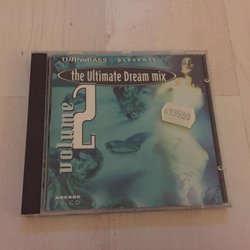 TURN UP THE BASS PRESENTS
the Ultimate Dream mix
volume 2
ARCADE
CD